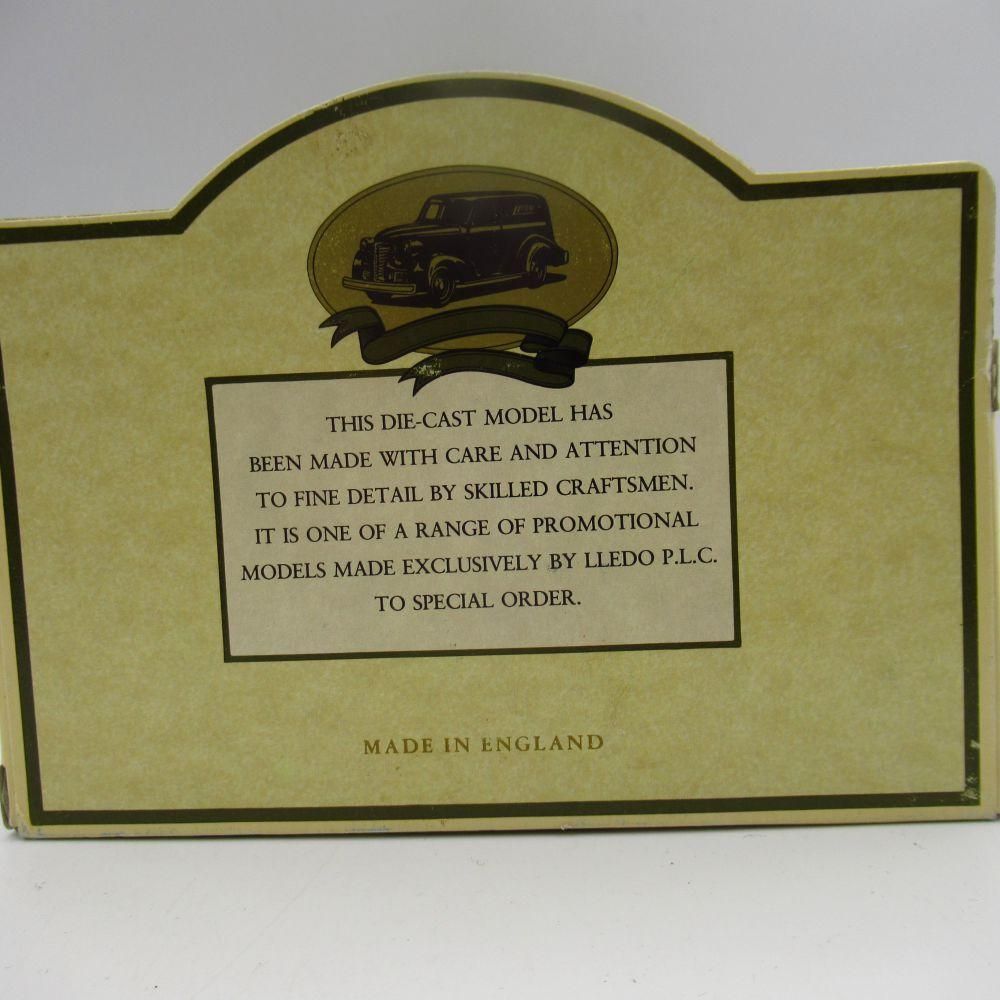 THIS DIE-CAST MODEL HAS
BEEN MADE WITH CARE AND ATTENTION
TO FINE DETAIL BY SKILLED CRAFTSMEN.
IT IS ONE OF A RANGE OF PROMOTIONAL
MODELS MADE EXCLUSIVELY BY LLEDO P.L.C.
TO SPECIAL ORDER.
MADE IN ENGLAND